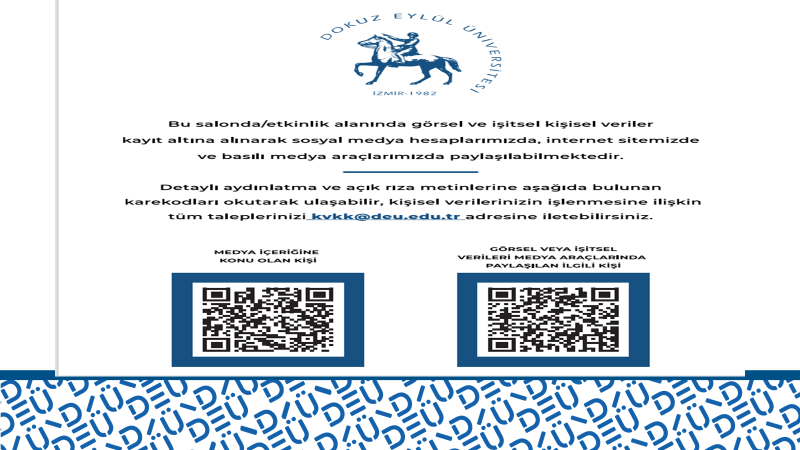 DOKUZ EYLÜL ÜNİVERSİTESİ
İZMİR-1982
Bu salonda/etkinlik alanında görsel ve işitsel kişisel veriler
kayıt altına alınarak sosyal medya hesaplarımızda, internet sitemizde
ve basılı medya araçlarımızda paylaşılabilmektedir.
Detaylı aydınlatma ve açık rıza metinlerine aşağıda bulunan
karekodları okutarak ulaşabilir, kişisel verilerinizin işlenmesine ilişkin
tüm taleplerinizi kvkk@deu.edu.tr adresine iletebilirsiniz.
MEDYA İÇERİĞİNE
KONU OLAN KİŞİ
GÖRSEL VEYA İŞİTSEL
VERİLERİ MEDYA ARAÇLARINDA
PAYLAŞILAN İLGİLİ KİŞİ